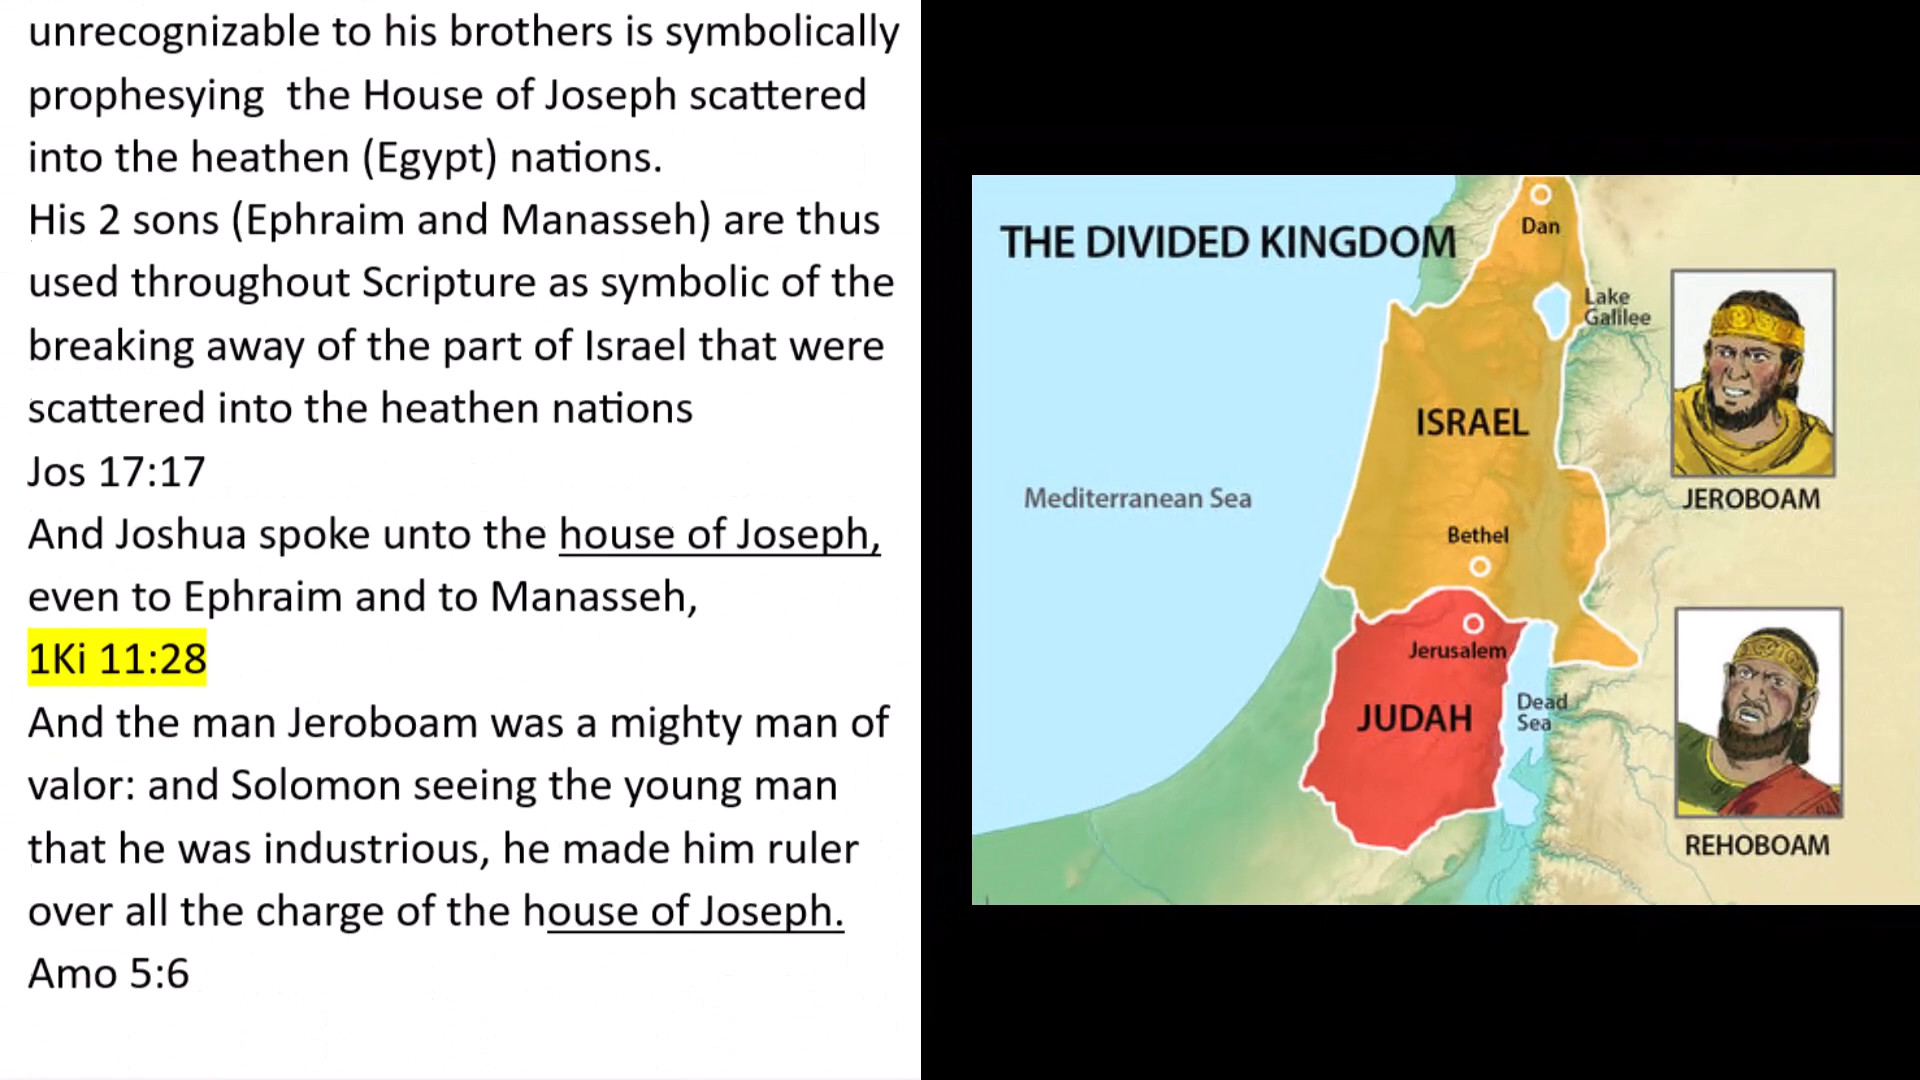 unrecognizable to his brothers is symbolically
prophesying  the House of Joseph scattered
into the heathen (Egypt) nations.
His 2 sons (Ephraim and Manasseh) are thus
used throughout Scripture as symbolic of the
breaking away of the part of Israel that were
scattered into the heathen nations
Jos 17:17
And Joshua spoke unto the house of Joseph,
even to Ephraim and to Manasseh,
1Ki 11:28
And the man Jeroboam was a mighty man of
valor: and Solomon seeing the young man
that he was industrious, he made him ruler
over all the charge of the house of Joseph.
Amo 5:6
THE DIVIDED KINGDOM
Dan
Lake
Galilee
ISRAEL
JEROBOAM
Mediterranean Sea
Bethel
Jerusalem
JUDAH
Dead
Sea
REHOBOAM